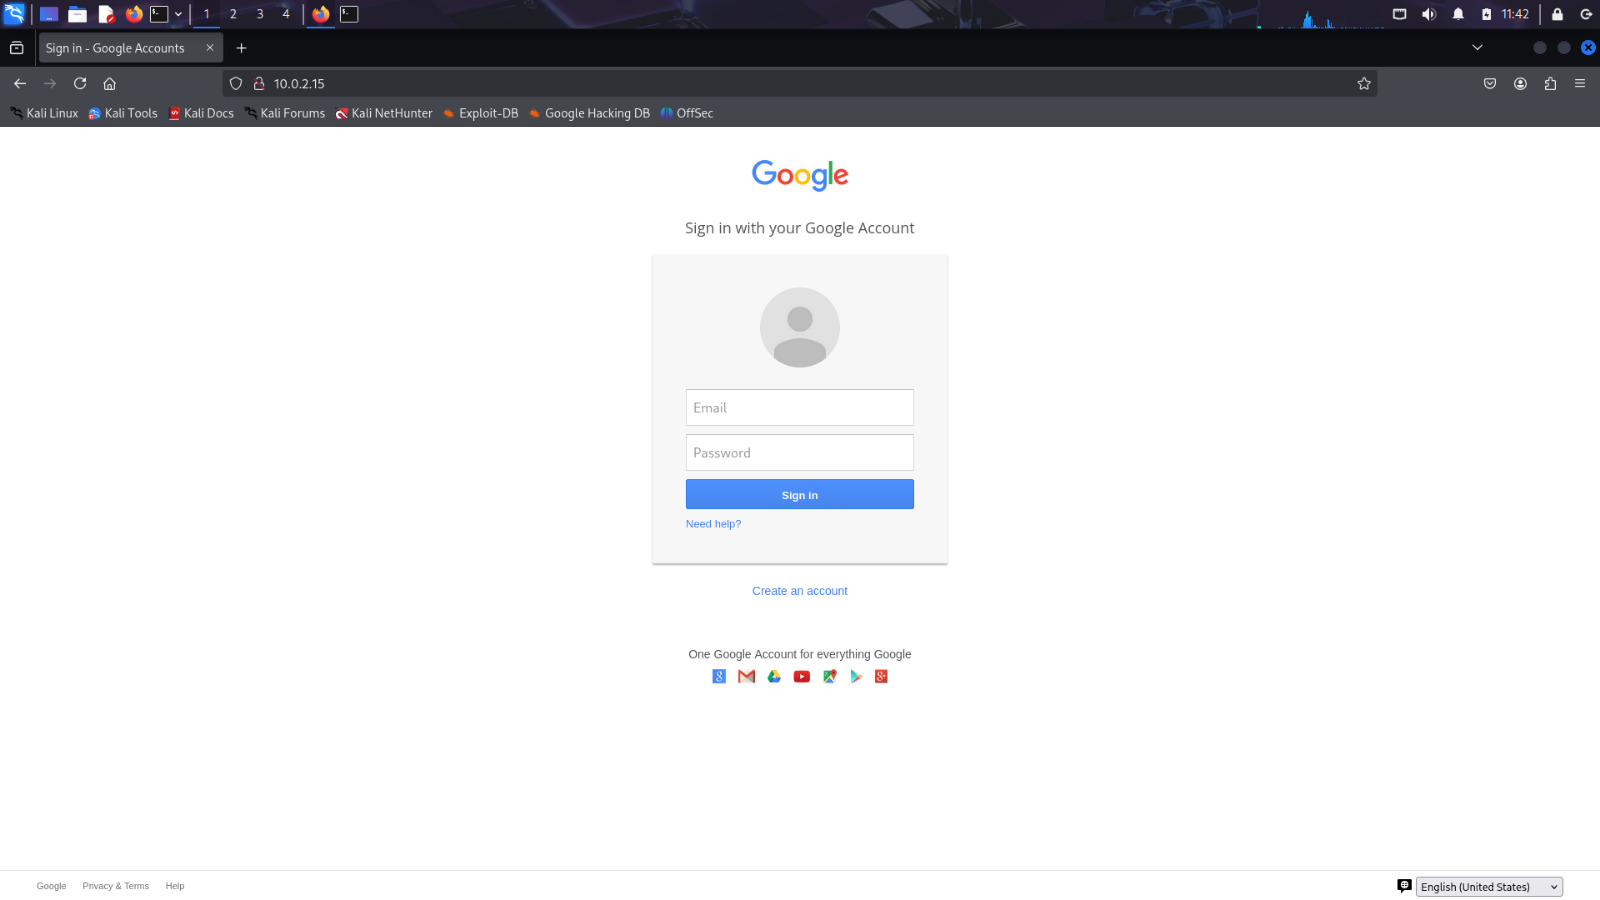 1 2 3 4 11:42
Sign in - Google Accounts
10.0.2.15
Kali Linux Kali Tools Kali Docs Kali Forums Kali NetHunter Exploit-DB Google Hacking DB OffSec
Google
Sign in with your Google Account
Email
Password
Sign in
Need help?
Create an account
One Google Account for everything Google
Google Privacy & Terms Help English (United States)